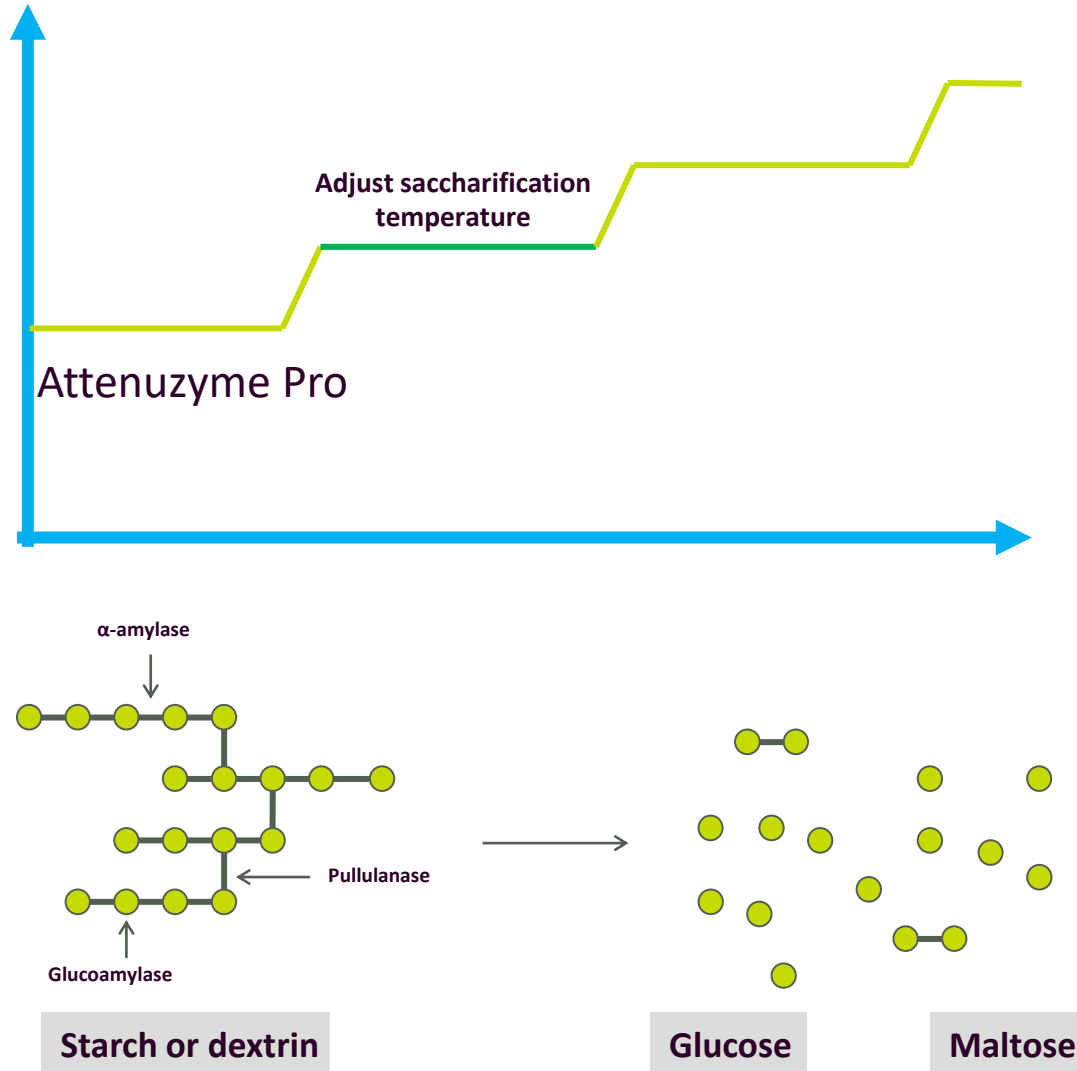 Adjust saccharification
temperature
Attenuzyme Pro
α-amylase
Pullulanase
Glucoamylase
Starch or dextrin
Glucose
Maltose